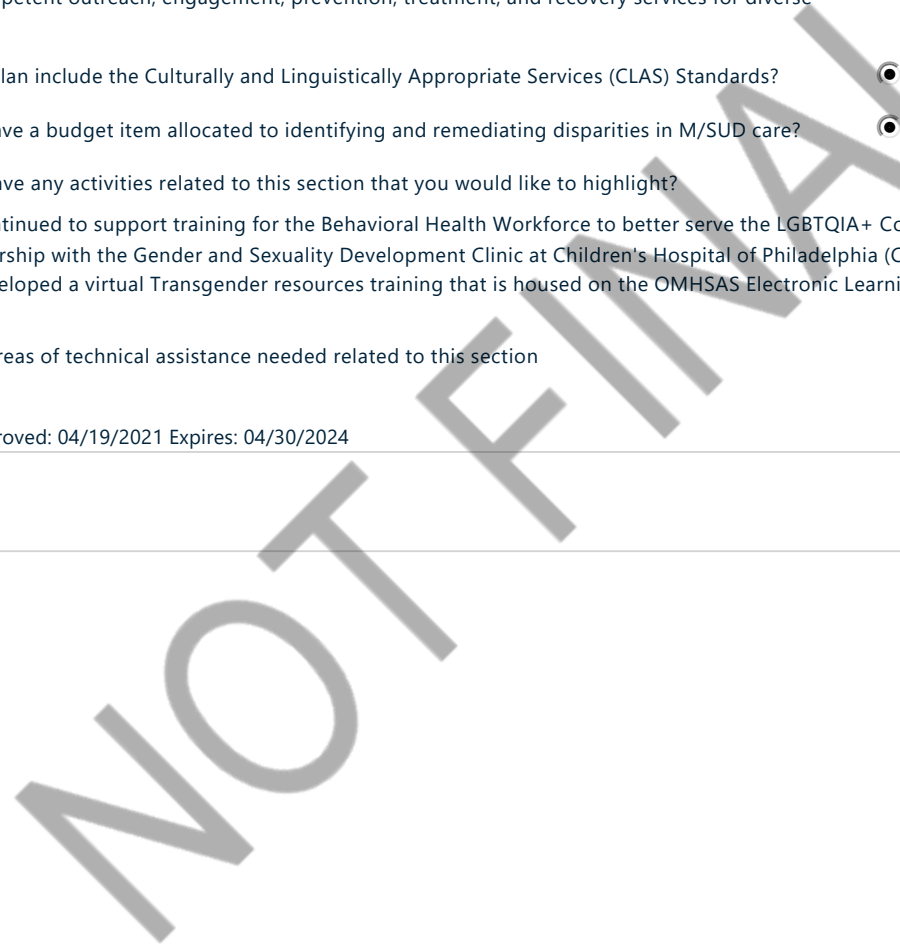 petent outreach, engagement, prevention, treatment, and recovery services for diverse
lan include the Culturally and Linguistically Appropriate Services (CLAS) Standards?
ve a budget item allocated to identifying and remediating disparities in M/SUD care?
ve any activities related to this section that you would like to highlight?
tinued to support training for the Behavioral Health Workforce to better serve the LGBTQIA+ Co
rship with the Gender and Sexuality Development Clinic at Children's Hospital of Philadelphia (C
eloped a virtual Transgender resources training that is housed on the OMHSAS Electronic Learni
reas of technical assistance needed related to this section
roved: 04/19/2021 Expires: 04/30/2024
NOT FINAL